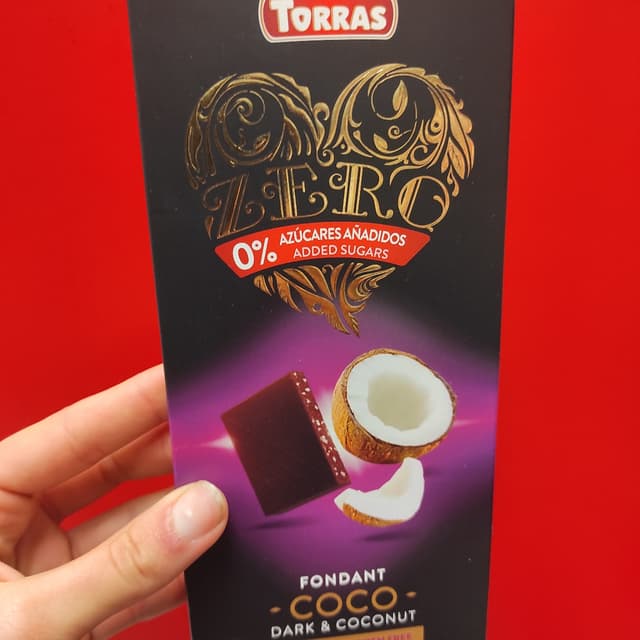 TORRAS
ZERO
0% AZÚCARES AÑADIDOS
ADDED SUGARS
FONDANT
- COCO -
DARK & COCONUT